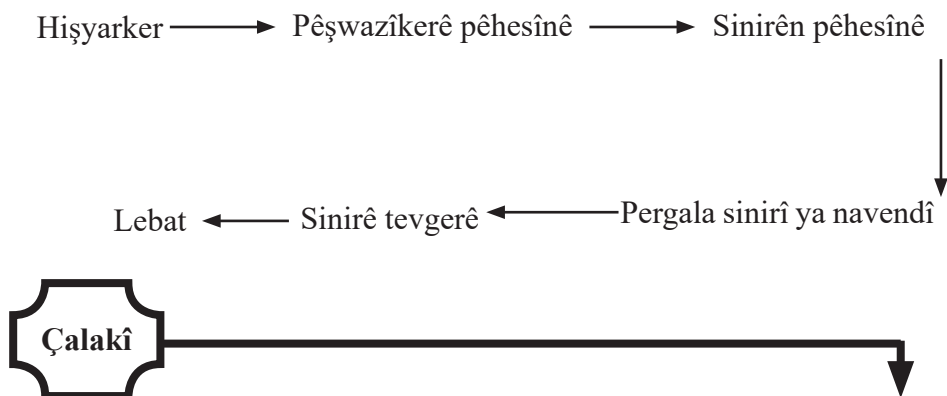 Hişyarker Pêşwazîkerê pêhesînê Sinirên pêhesînê
Lebat Sinirê tevgerê Pergala sinirî ya navendî
Çalakî